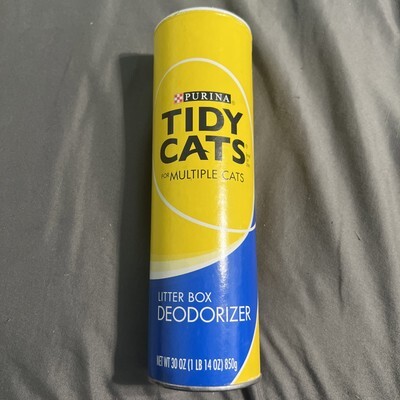 PURINA
TIDY
CATS
FOR MULTIPLE CATS
LITTER BOX
DEODORIZER
NET WT 30 OZ (1 LB 14 OZ) 850g